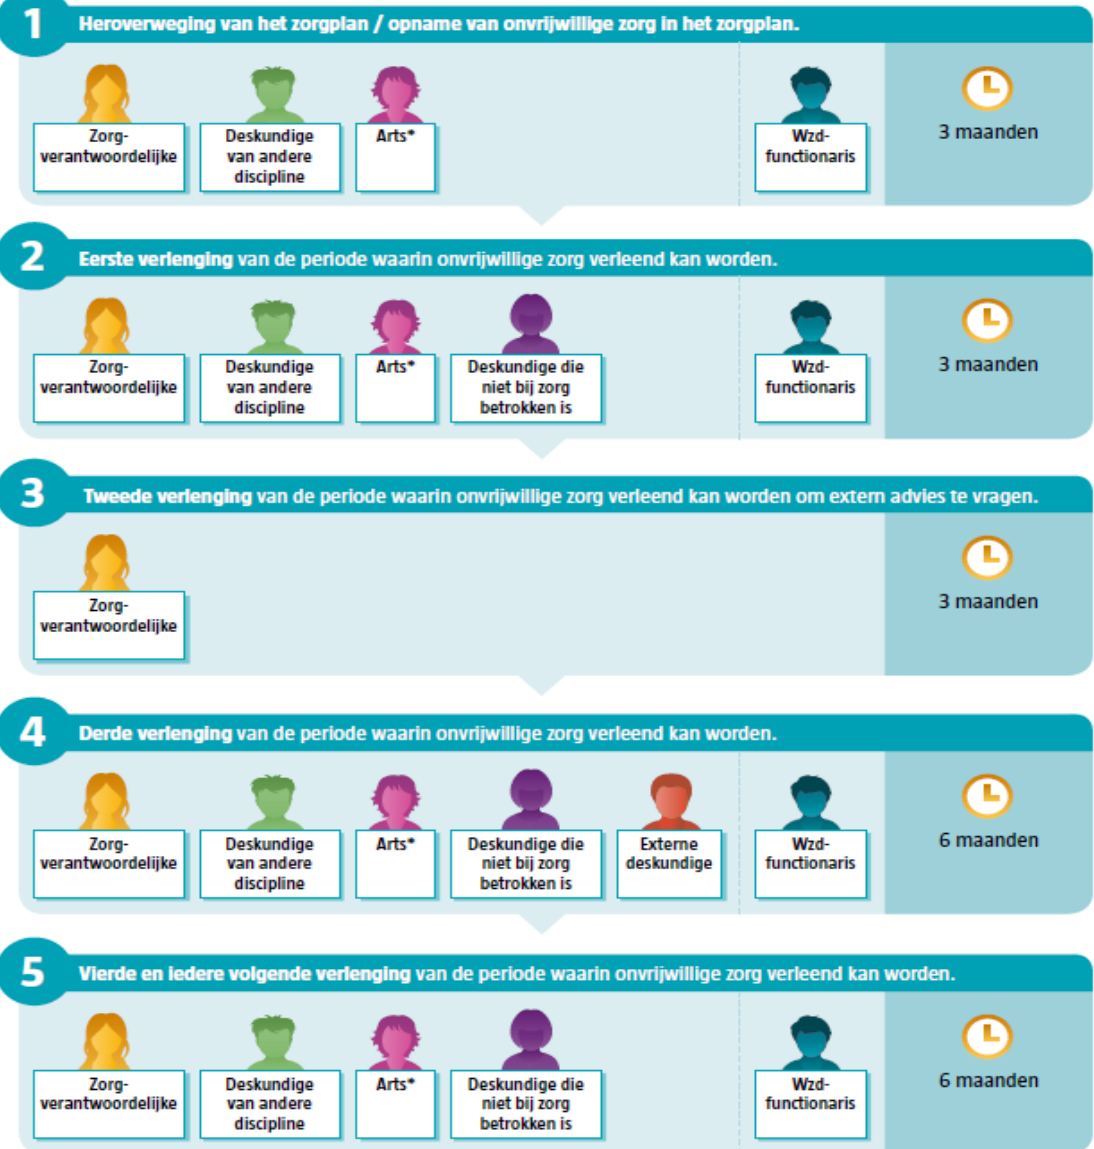 1
Heroverweging van het zorgplan / opname van onvrijwillige zorg in het zorgplan.
Zorg-
verantwoordelijke
Deskundige
van andere
discipline
Arts*
Wzd-
functionaris
3 maanden
2
Eerste verlenging van de periode waarin onvrijwillige zorg verleend kan worden.
Zorg-
verantwoordelijke
Deskundige
van andere
discipline
Arts*
Deskundige die
niet bij zorg
betrokken is
Wzd-
functionaris
3 maanden
3
Tweede verlenging van de periode waarin onvrijwillige zorg verleend kan worden om extern advies te vragen.
Zorg-
verantwoordelijke
3 maanden
4
Derde verlenging van de periode waarin onvrijwillige zorg verleend kan worden.
Zorg-
verantwoordelijke
Deskundige
van andere
discipline
Arts*
Deskundige die
niet bij zorg
betrokken is
Externe
deskundige
Wzd-
functionaris
6 maanden
5
Vierde en iedere volgende verlenging van de periode waarin onvrijwillige zorg verleend kan worden.
Zorg-
verantwoordelijke
Deskundige
van andere
discipline
Arts*
Deskundige die
niet bij zorg
betrokken is
Wzd-
functionaris
6 maanden